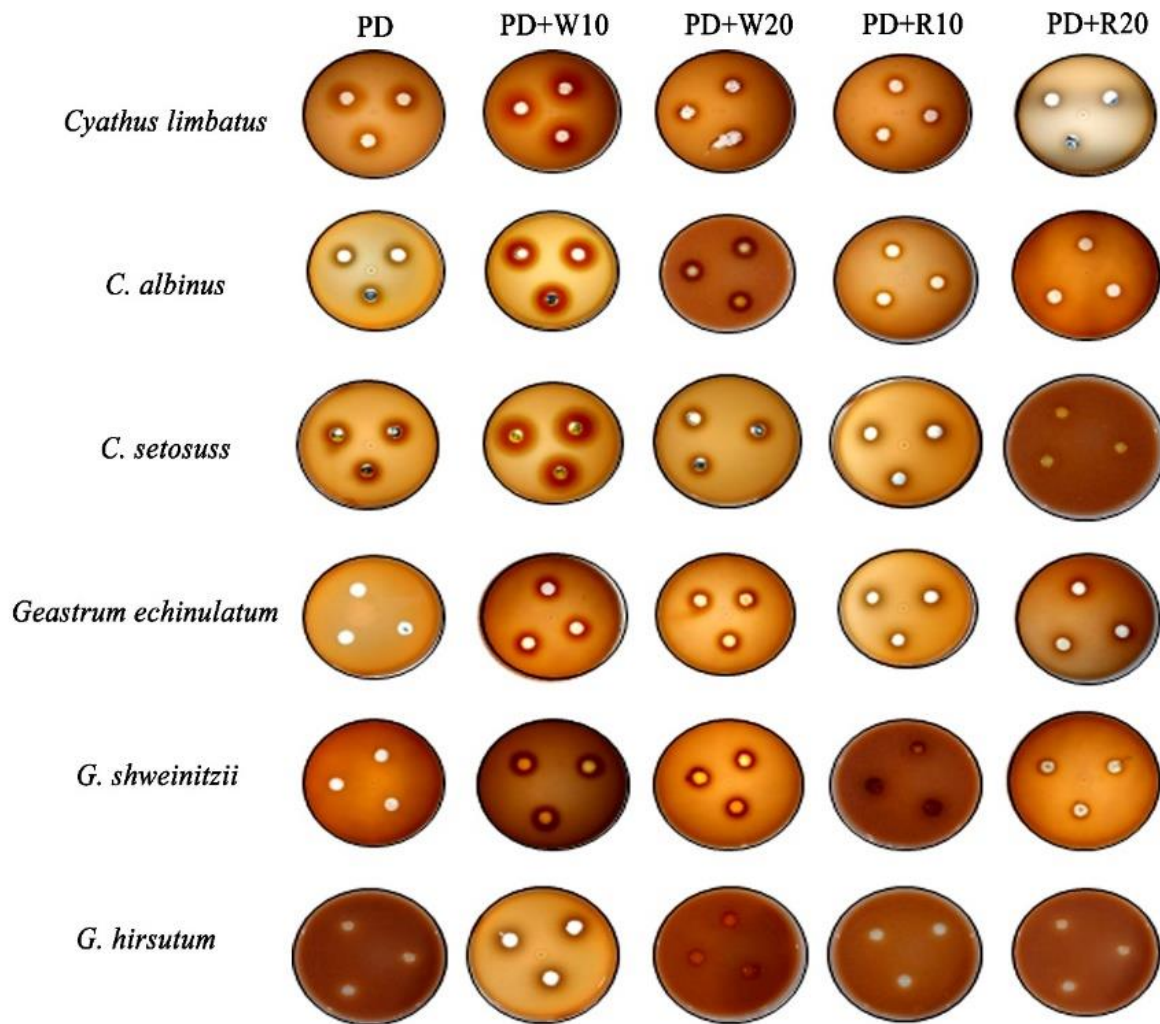 PD PD+W10 PD+W20 PD+R10 PD+R20
Cyathus limbatus
C. albinus
C. setosuss
Geastrum echinulatum
G. shweinitzii
G. hirsutum